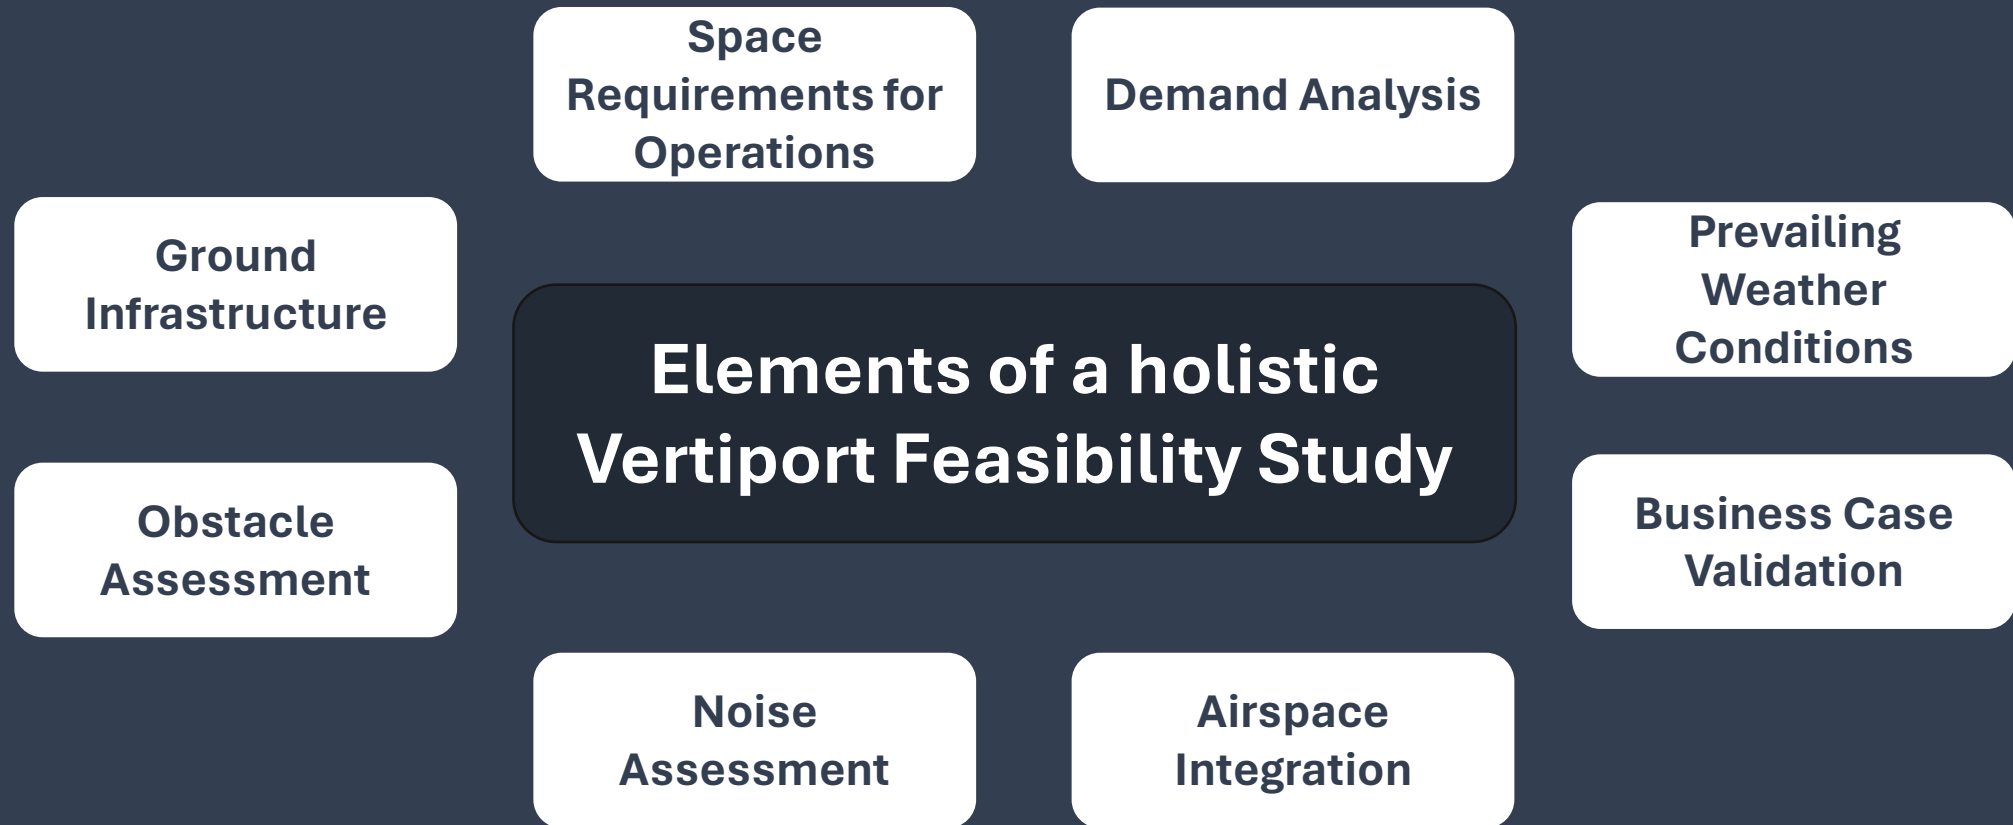 Space
Requirements for
Operations
Demand Analysis
Ground
Infrastructure
Prevailing
Weather
Conditions
Elements of a holistic
Vertiport Feasibility Study
Obstacle
Assessment
Business Case
Validation
Noise
Assessment
Airspace
Integration